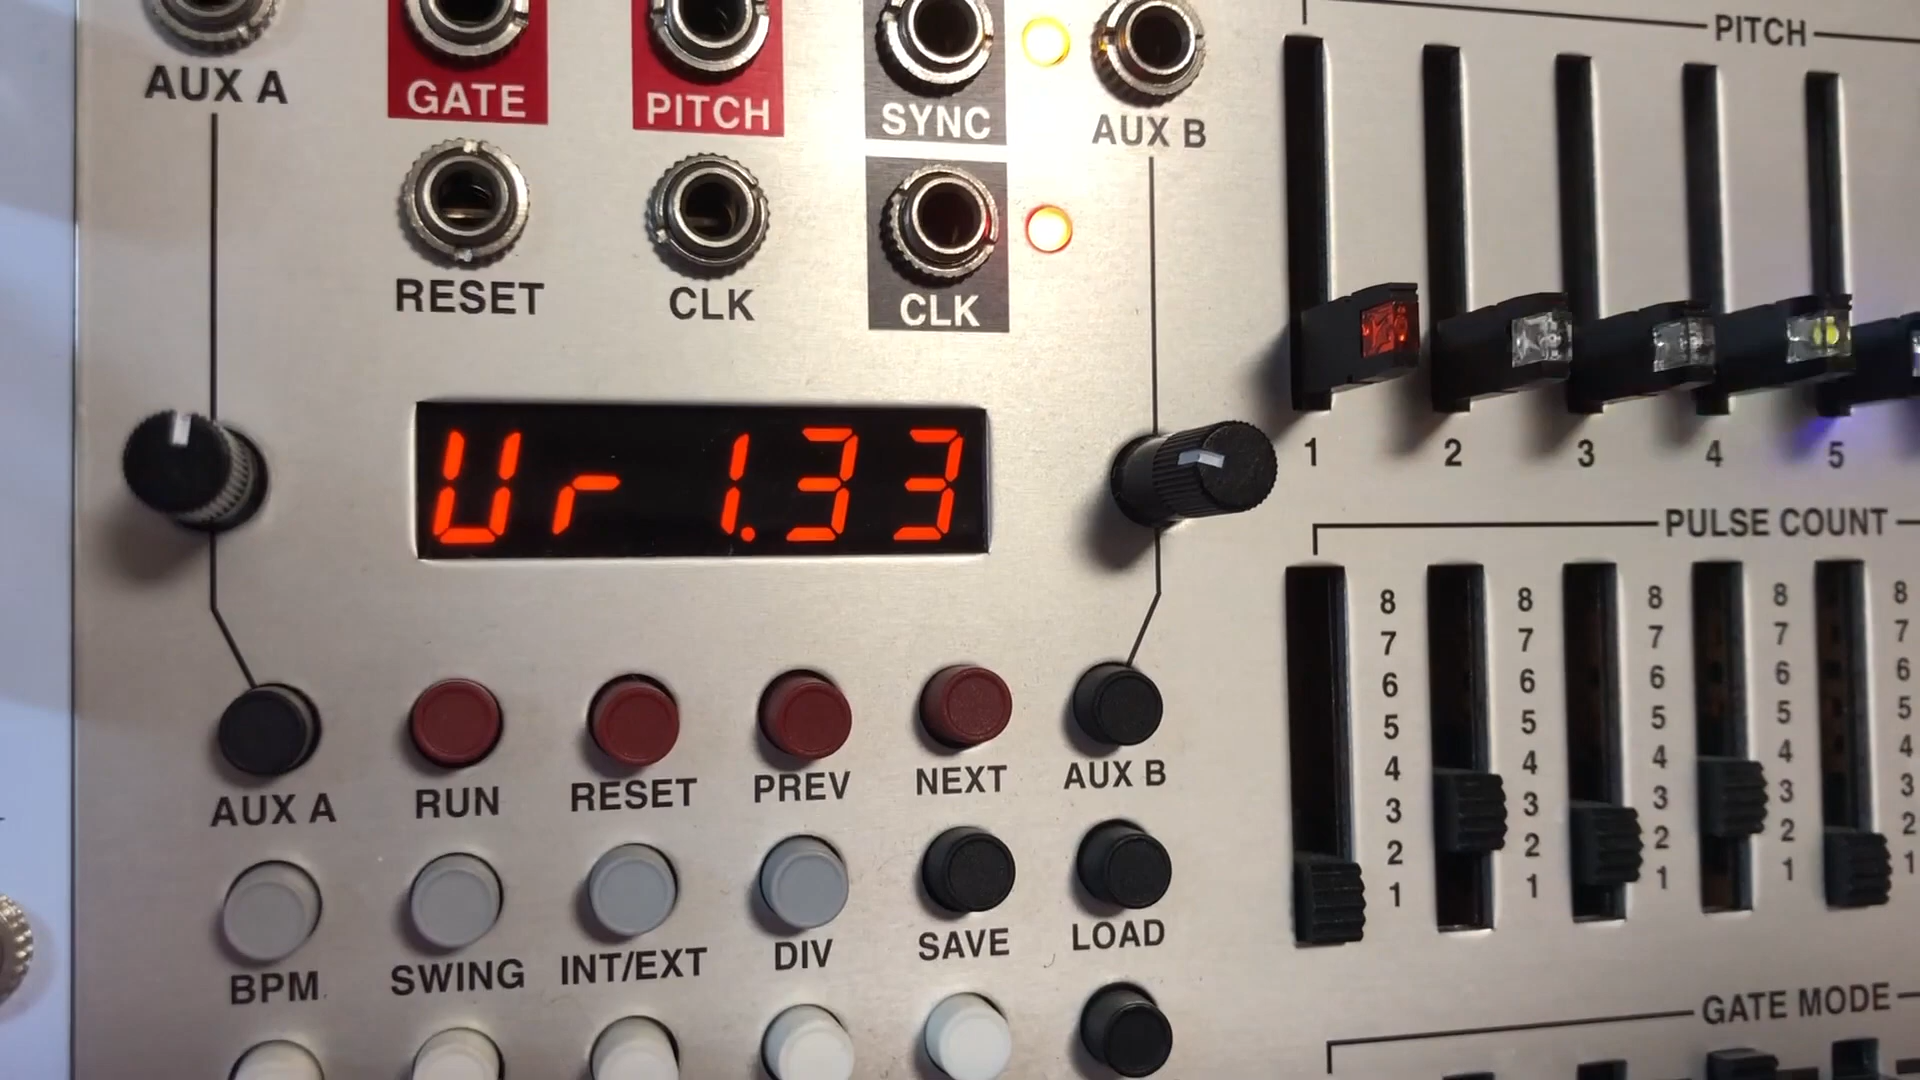 PITCH
AUX A
GATE
PITCH
SYNC
AUX B
RESET
CLK
CLK
Ur 1.33
1 2 3 4 5
PULSE COUNT
8 8 8 8 8
7 7 7 7 7
6 6 6 6 6
5 5 5 5 5
4 4 4 4 4
3 3 3 3 3
2 2 2 2 2
1 1 1 1 1
AUX A
RUN
RESET
PREV
NEXT
AUX B
BPM
SWING
INT/EXT
DIV
SAVE
LOAD
GATE MODE